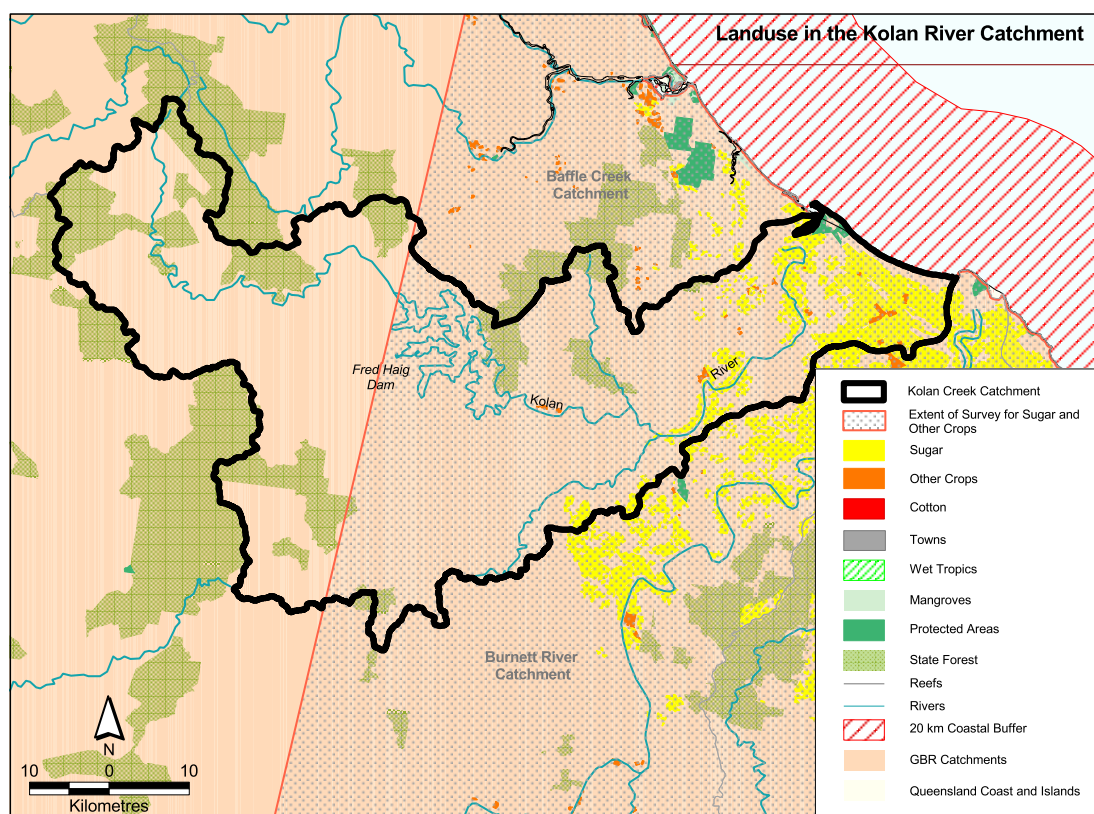 Landuse in the Kolan River Catchment
Baffle Creek
Catchment
Fred Haig
Dam
Kolan
River
Burnett River
Catchment
N
10 0 10
Kilometres
Kolan Creek Catchment
Extent of Survey for Sugar and
Other Crops
Sugar
Other Crops
Cotton
Towns
Wet Tropics
Mangroves
Protected Areas
State Forest
Reefs
Rivers
20 km Coastal Buffer
GBR Catchments
Queensland Coast and Islands